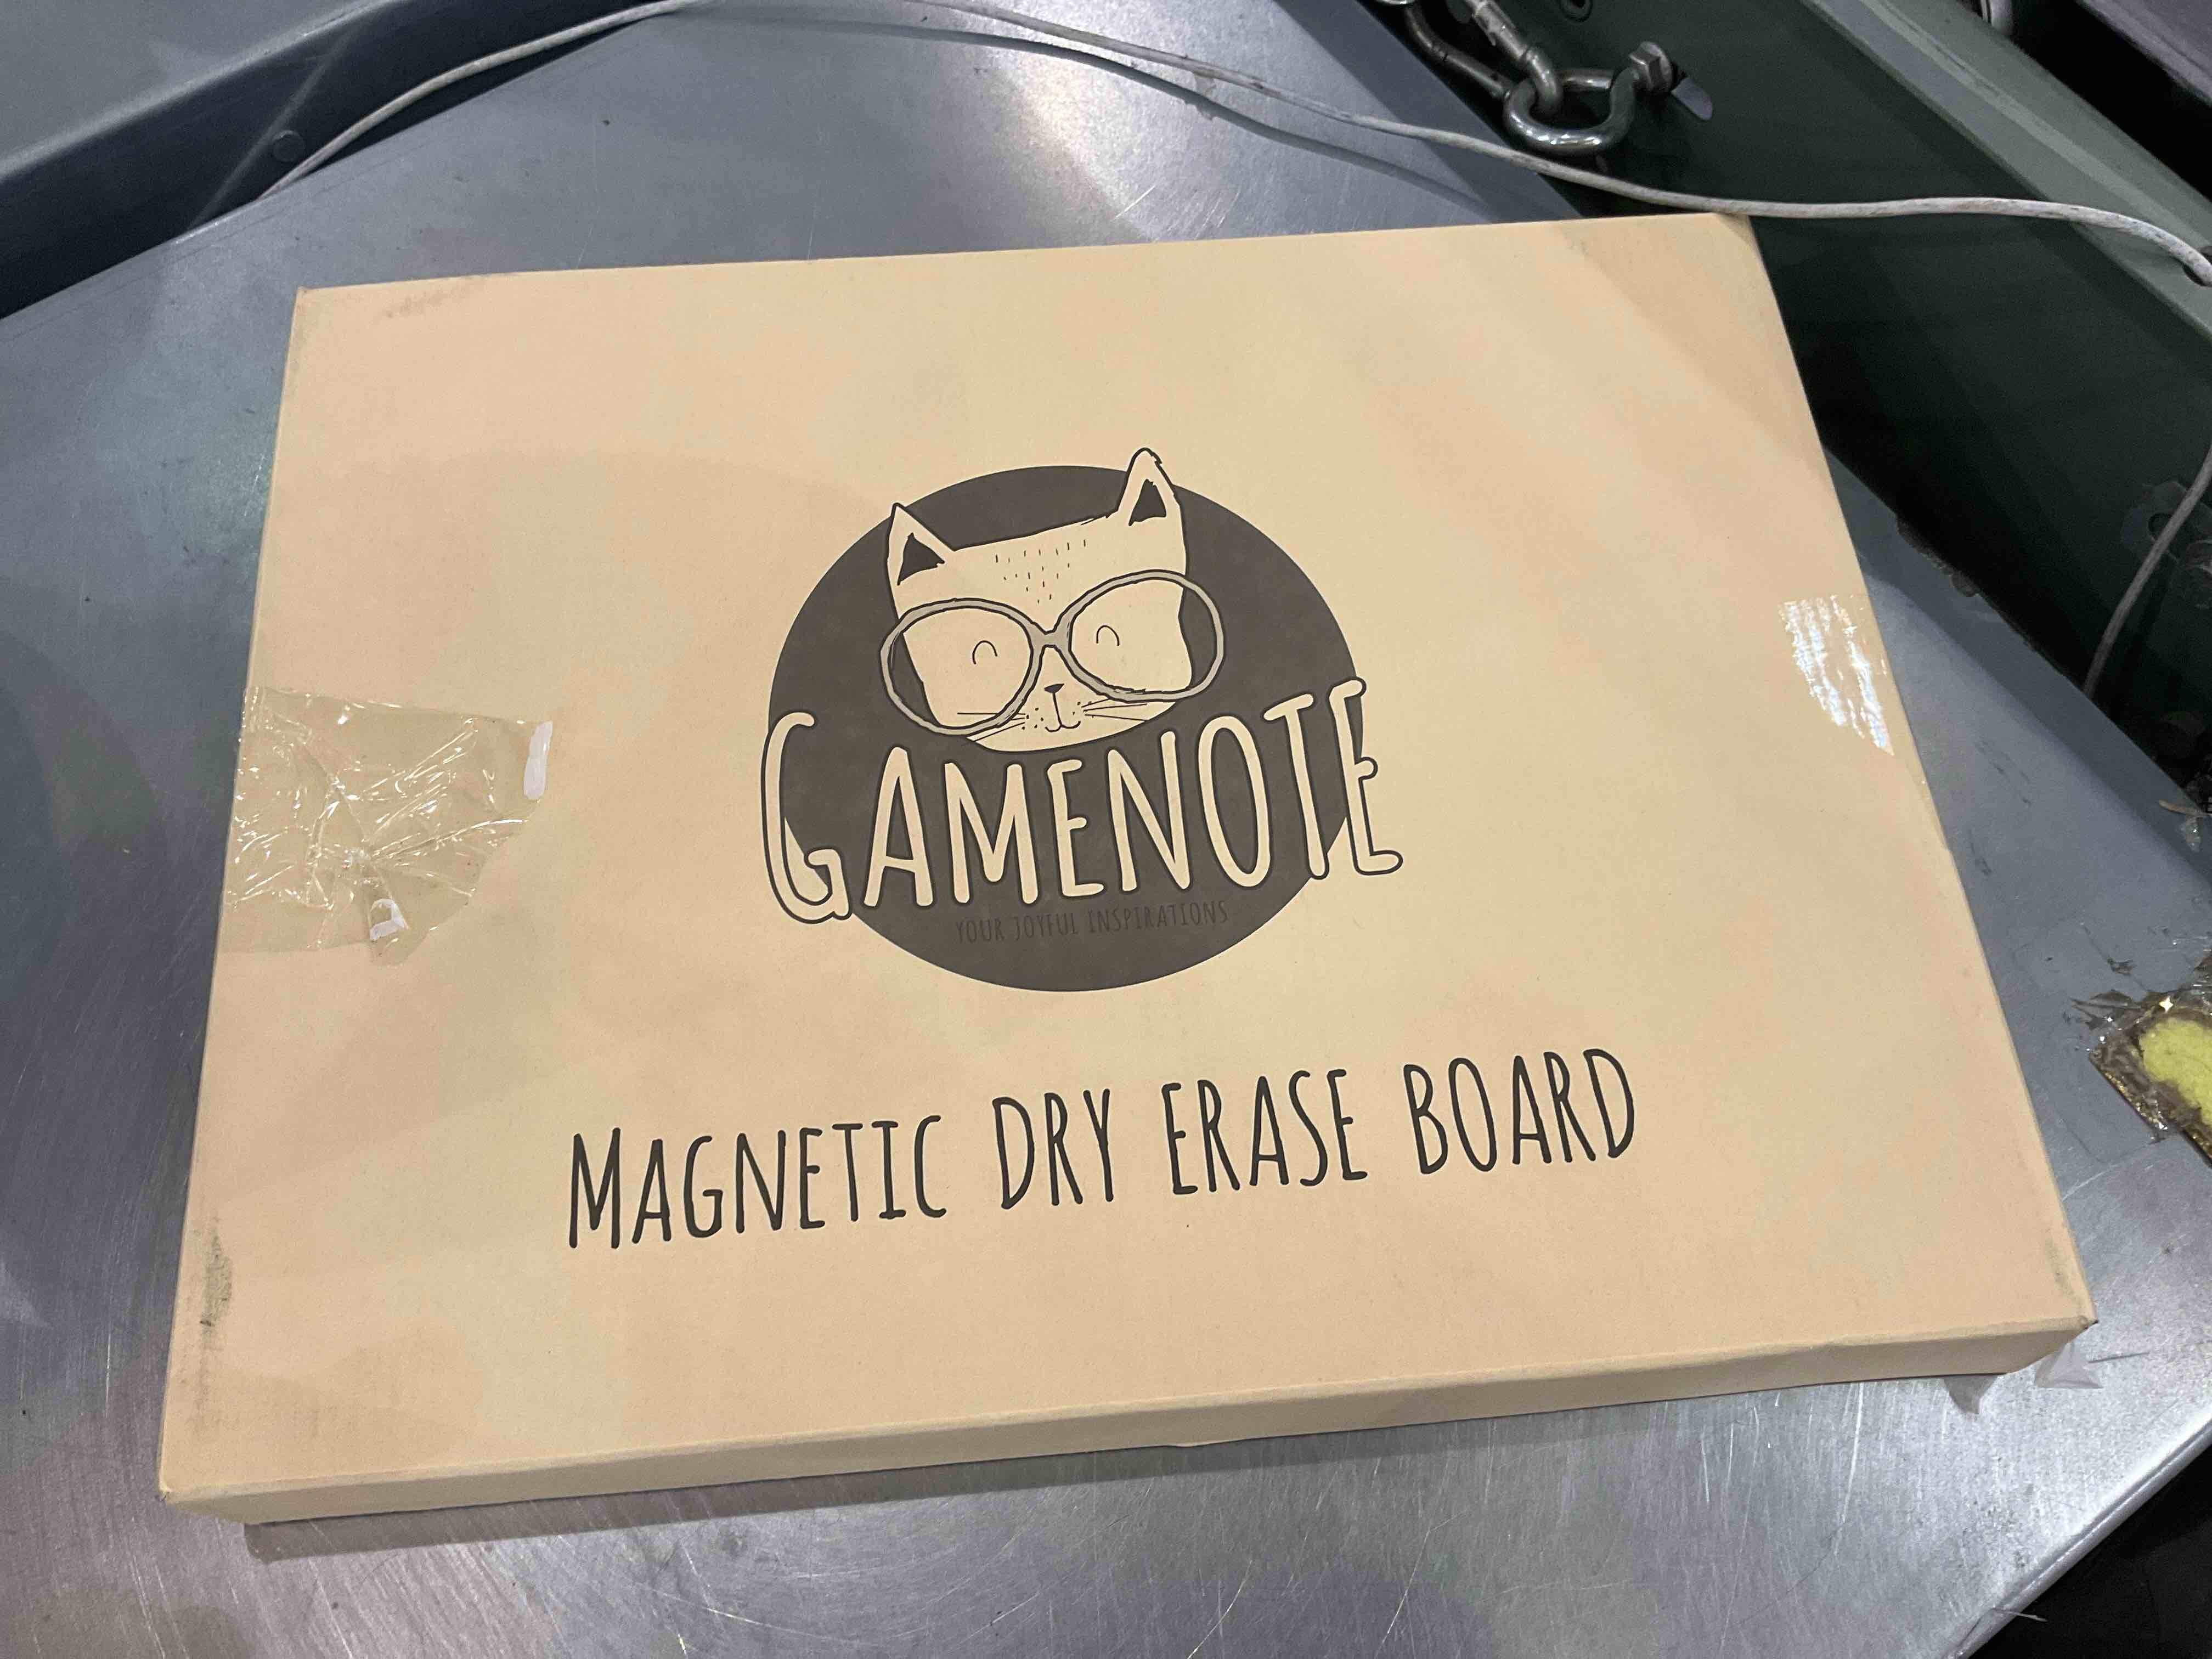 GAMENOTE
YOUR JOYFUL INSPIRATIONS
MAGNETIC DRY ERASE BOARD